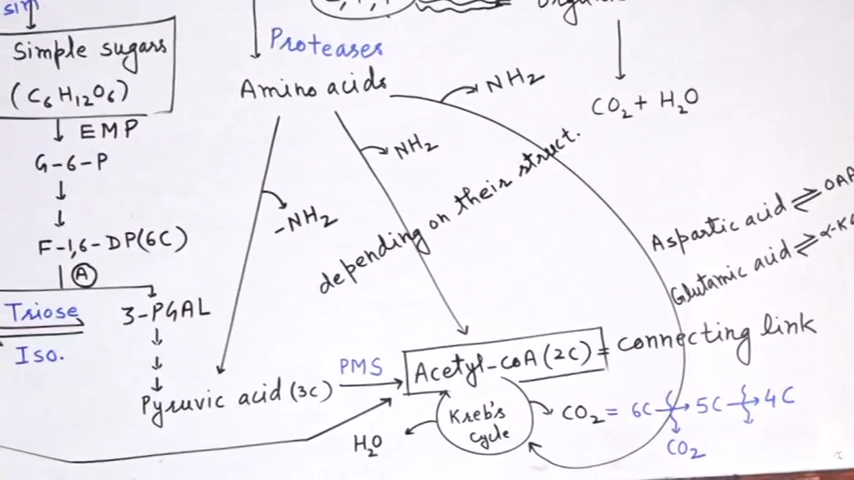 Simple sugars
(C6H12O6)
EMP
G-6-P
F-1,6-DP(6C)
A
Triose
Iso.
3-PGAL
Pyruvic acid (3C)
PMS
Proteases
Amino acids
-NH2
NH2
NH2
depending on their struct.
CO2 + H2O
Aspartic acid ⇌ OAA
Glutamic acid ⇌ α-KG
Acetyl-coA (2C) = connecting link
Kreb's
cycle
H2O
CO2 = 6C → 5C → 4C
CO2